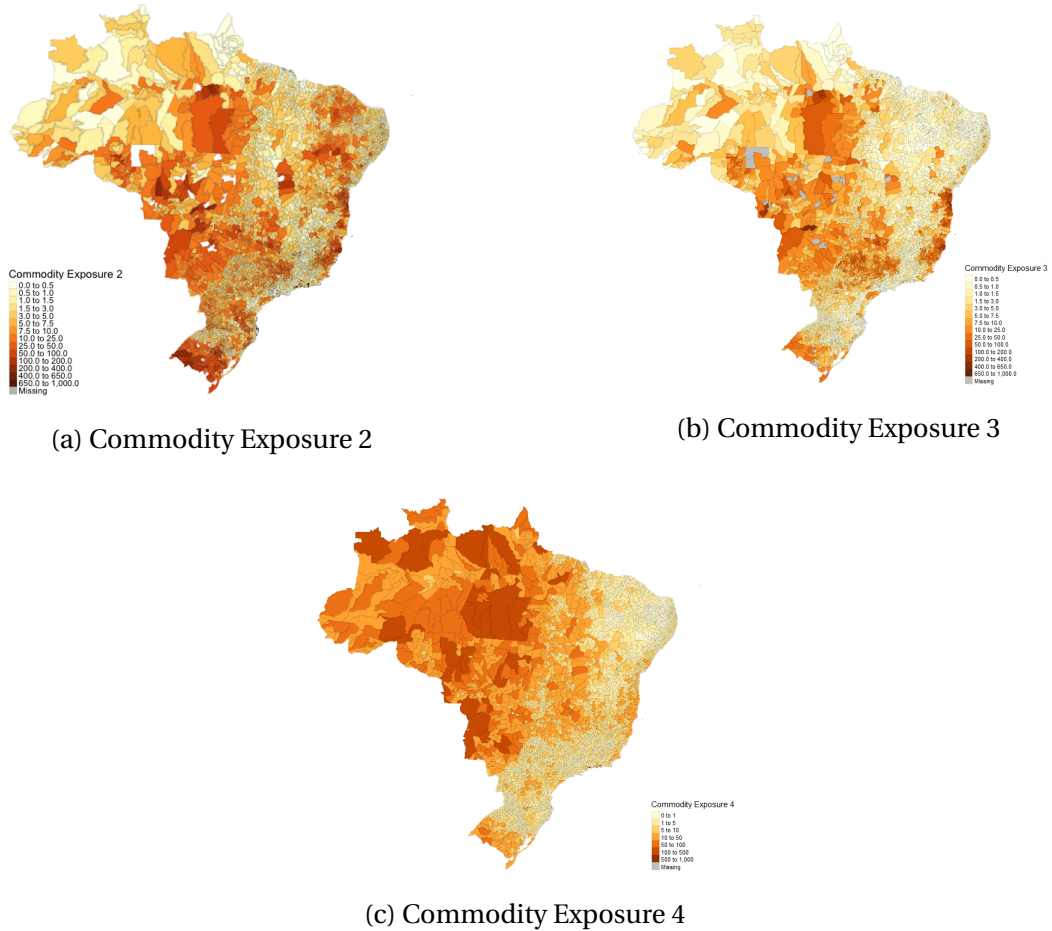 Commodity Exposure 2
0.0 to 0.5
0.5 to 1.0
1.0 to 1.5
1.5 to 3.0
3.0 to 5.0
5.0 to 7.5
7.5 to 10.0
10.0 to 25.0
25.0 to 50.0
50.0 to 100.0
100.0 to 200.0
200.0 to 400.0
400.0 to 650.0
650.0 to 1,000.0
Missing
(a) Commodity Exposure 2
Commodity Exposure 3
0.0 to 0.5
0.5 to 1.0
1.0 to 1.5
1.5 to 3.0
3.0 to 5.0
5.0 to 7.5
7.5 to 10.0
10.0 to 25.0
25.0 to 50.0
50.0 to 100.0
100.0 to 200.0
200.0 to 400.0
400.0 to 650.0
650.0 to 1,000.0
Missing
(b) Commodity Exposure 3
Commodity Exposure 4
0 to 1
1 to 5
5 to 10
10 to 50
50 to 100
100 to 500
500 to 1,000
Missing
(c) Commodity Exposure 4